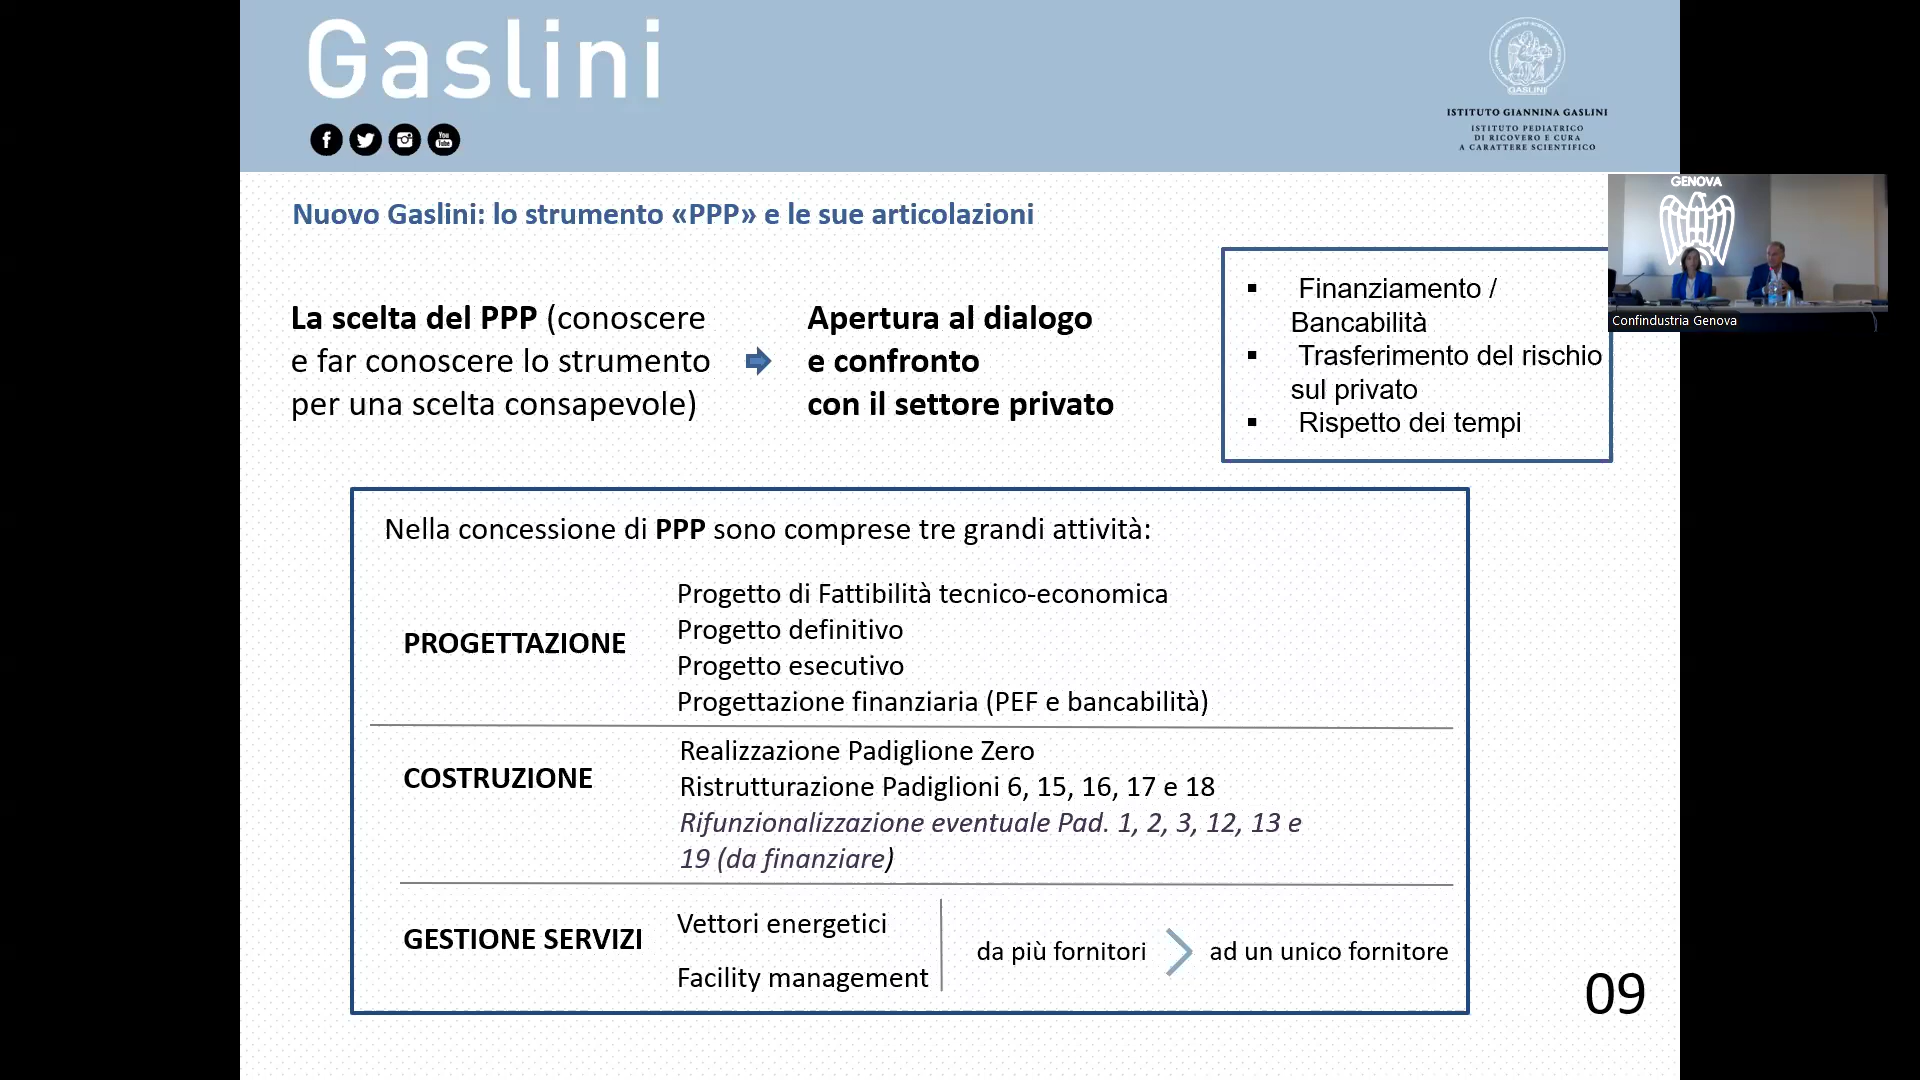 Gaslini
You
Tube
GASLINI
ISTITUTO GIANNINA GASLINI
ISTITUTO PEDIATRICO
DI RICOVERO E CURA
A CARATTERE SCIENTIFICO
GENOVA
Confindustria Genova
Nuovo Gaslini: lo strumento «PPP» e le sue articolazioni
La scelta del PPP (conoscere
e far conoscere lo strumento
per una scelta consapevole)
Apertura al dialogo
e confronto
con il settore privato
▪ Finanziamento /
Bancabilità
▪ Trasferimento del rischio
sul privato
▪ Rispetto dei tempi
Nella concessione di PPP sono comprese tre grandi attività:
PROGETTAZIONE
Progetto di Fattibilità tecnico-economica
Progetto definitivo
Progetto esecutivo
Progettazione finanziaria (PEF e bancabilità)
COSTRUZIONE
Realizzazione Padiglione Zero
Ristrutturazione Padiglioni 6, 15, 16, 17 e 18
Rifunzionalizzazione eventuale Pad. 1, 2, 3, 12, 13 e
19 (da finanziare)
GESTIONE SERVIZI
Vettori energetici
Facility management
da più fornitori
ad un unico fornitore
09